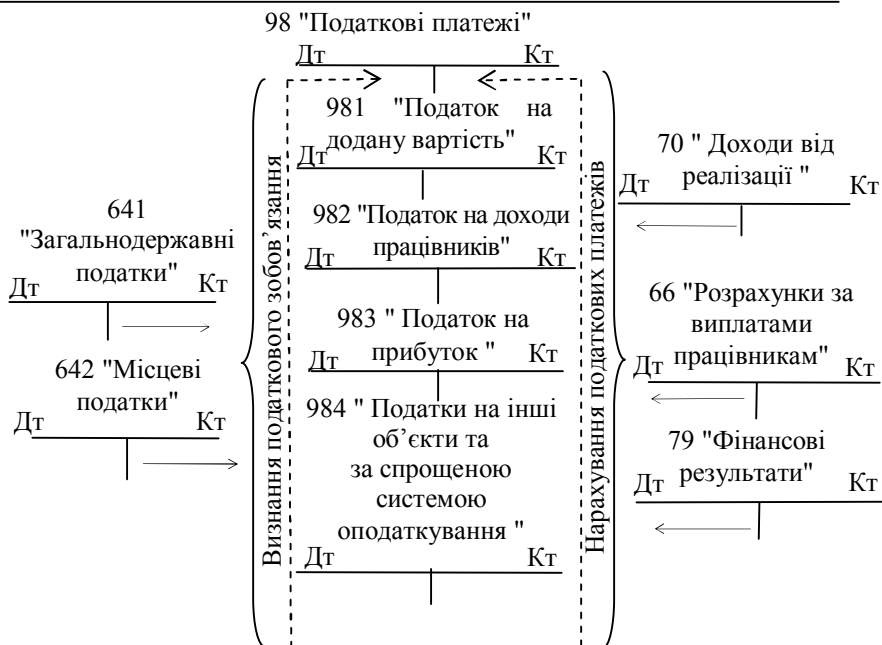 98 "Податкові платежі"
Дт Кт
981 "Податок на
додану вартість"
Дт Кт
982 "Податок на доходи
працівників"
Дт Кт
983 " Податок на
прибуток "
Дт Кт
984 " Податки на інші
об’єкти та
за спрощеною
системою
оподаткування "
Дт Кт
641
"Загальнодержавні
податки"
Дт Кт
642 "Місцеві
податки"
Дт Кт
Визнання податкового зобов’язання
Нарахування податкових платежів
70 " Доходи від
реалізації "
Дт Кт
66 "Розрахунки за
виплатами
працівникам"
Дт Кт
79 "Фінансові
результати"
Дт Кт